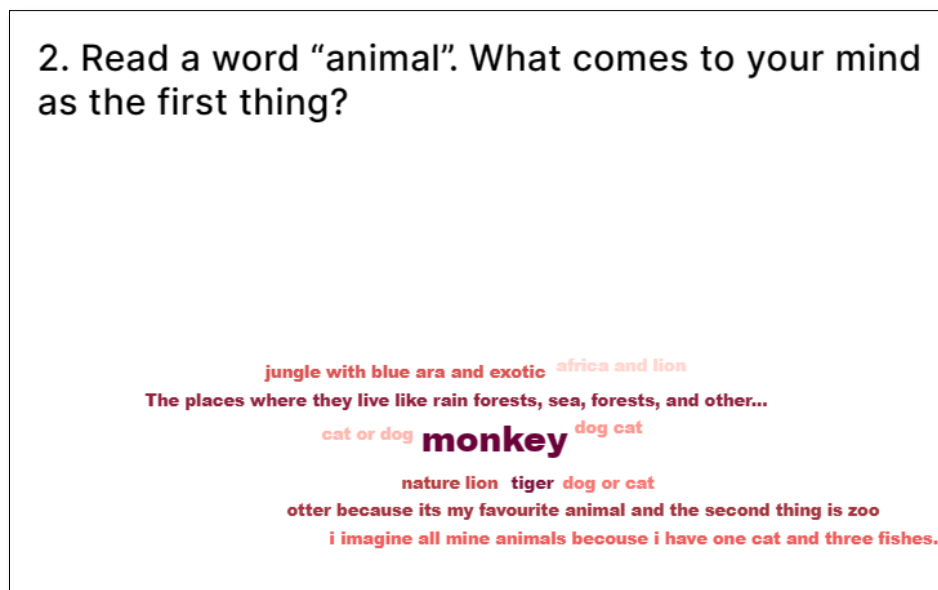 2. Read a word “animal”. What comes to your mind
as the first thing?
jungle with blue ara and exotic africa and lion
The places where they live like rain forests, sea, forests, and other...
cat or dog monkey dog cat
nature lion tiger dog or cat
otter because its my favourite animal and the second thing is zoo
i imagine all mine animals becouse i have one cat and three fishes.